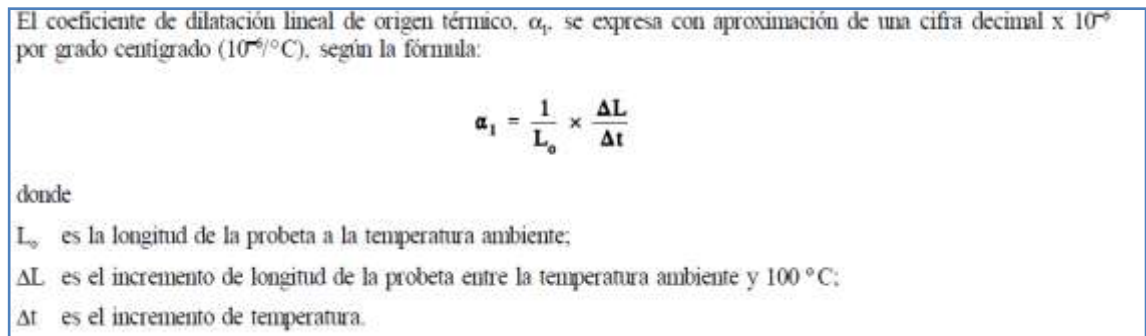 El coeficiente de dilatación lineal de origen térmico, α₁, se expresa con aproximación de una cifra decimal x 10⁻⁶
por grado centígrado (10⁻⁶/°C), según la fórmula:
α₁ = 1/L₀ × ΔL/Δt
donde
L₀ es la longitud de la probeta a la temperatura ambiente;
ΔL es el incremento de longitud de la probeta entre la temperatura ambiente y 100 °C;
Δt es el incremento de temperatura.